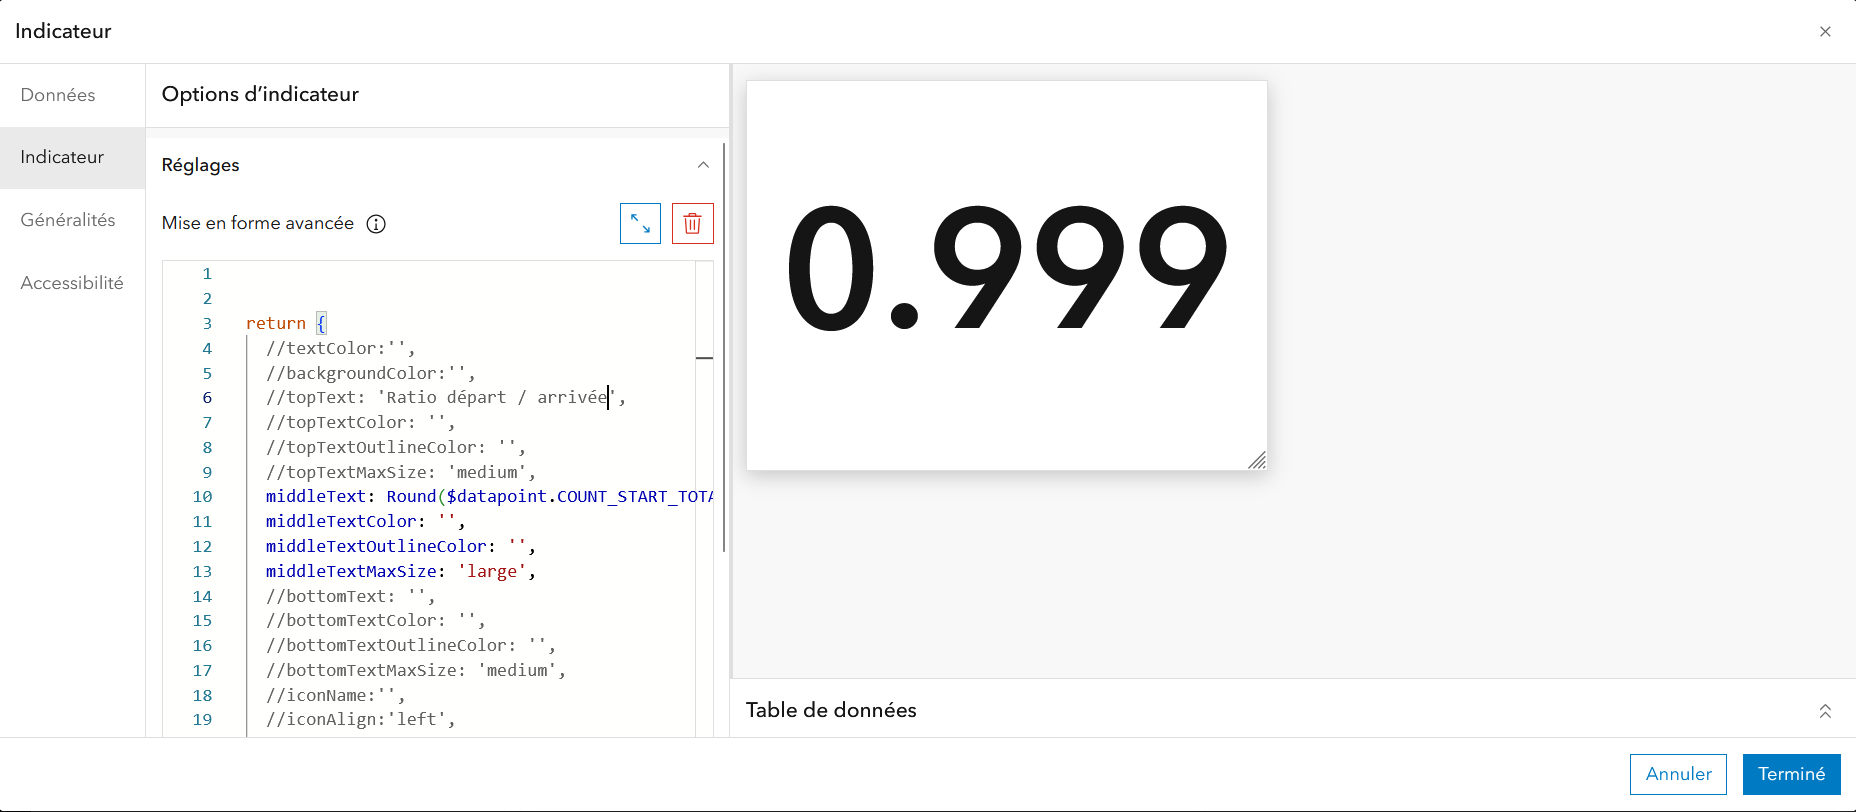 Indicateur
Données
Indicateur
Généralités
Accessibilité
Options d’indicateur
Réglages
Mise en forme avancée
1
2
3 return {
4 //textColor:'',
5 //backgroundColor:'',
6 //topText: 'Ratio départ / arrivée',
7 //topTextColor: '',
8 //topTextOutlineColor: '',
9 //topTextMaxSize: 'medium',
10 middleText: Round($datapoint.COUNT_START_TOTA
11 middleTextColor: '',
12 middleTextOutlineColor: '',
13 middleTextMaxSize: 'large',
14 //bottomText: '',
15 //bottomTextColor: '',
16 //bottomTextOutlineColor: '',
17 //bottomTextMaxSize: 'medium',
18 //iconName:'',
19 //iconAlign:'left',
0.999
Table de données
Annuler
Terminé